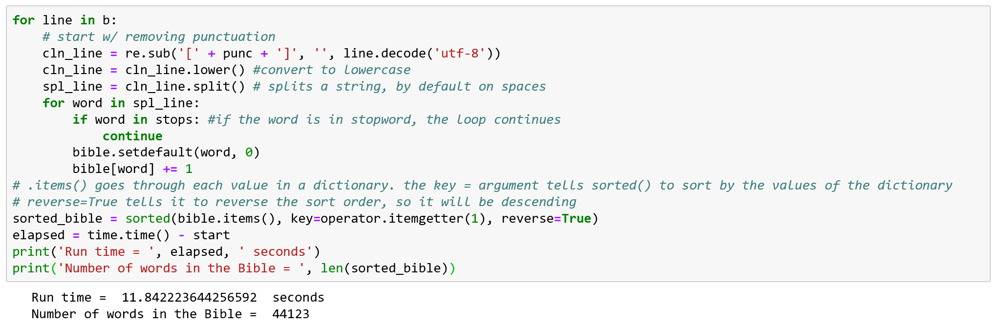 for line in b:
    # start w/ removing punctuation
    cln_line = re.sub('[' + punc + ']', '', line.decode('utf-8'))
    cln_line = cln_line.lower() #convert to lowercase
    spl_line = cln_line.split() # splits a string, by default on spaces
    for word in spl_line:
        if word in stops: #if the word is in stopword, the loop continues
            continue
        bible.setdefault(word, 0)
        bible[word] += 1
# .items() goes through each value in a dictionary. the key = argument tells sorted() to sort by the values of the dictionary
# reverse=True tells it to reverse the sort order, so it will be descending
sorted_bible = sorted(bible.items(), key=operator.itemgetter(1), reverse=True)
elapsed = time.time() - start
print('Run time = ', elapsed, ' seconds')
print('Number of words in the Bible = ', len(sorted_bible))
Run time =  11.842223644256592  seconds
Number of words in the Bible =  44123